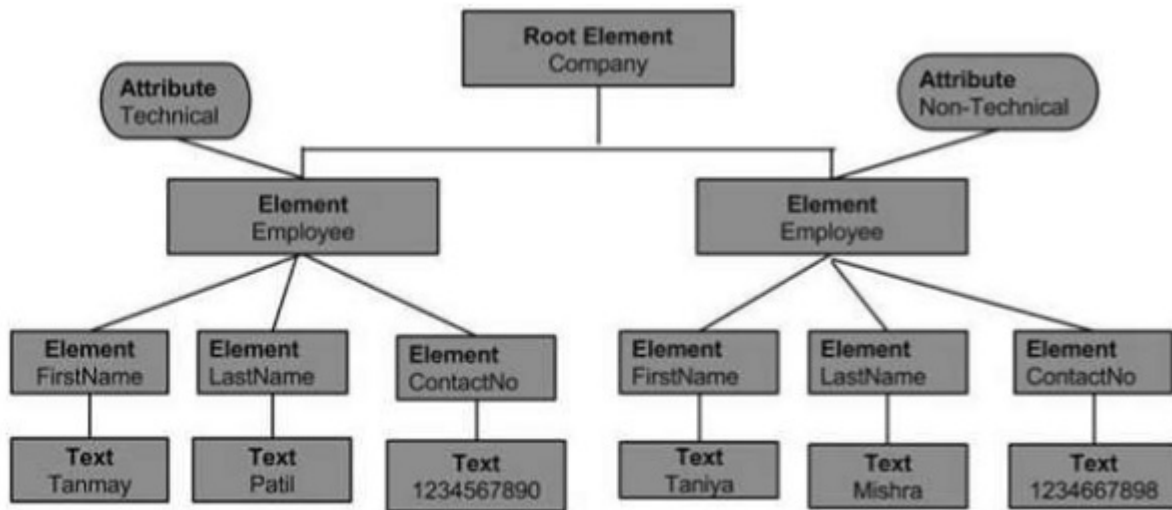 Root Element
Company
Attribute
Technical
Attribute
Non-Technical
Element
Employee
Element
Employee
Element
FirstName
Element
LastName
Element
ContactNo
Element
FirstName
Element
LastName
Element
ContactNo
Text
Tanmay
Text
Patil
Text
1234567890
Text
Taniya
Text
Mishra
Text
1234667898